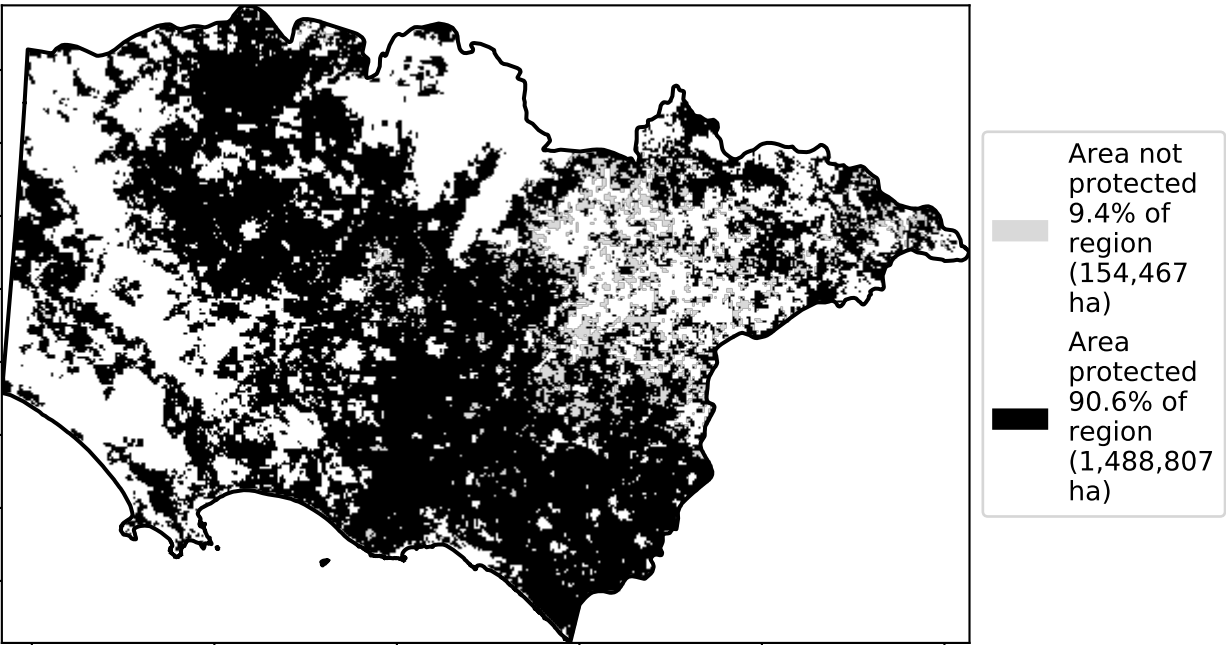 Area not
protected
9.4% of
region
(154,467
ha)
Area
protected
90.6% of
region
(1,488,807
ha)